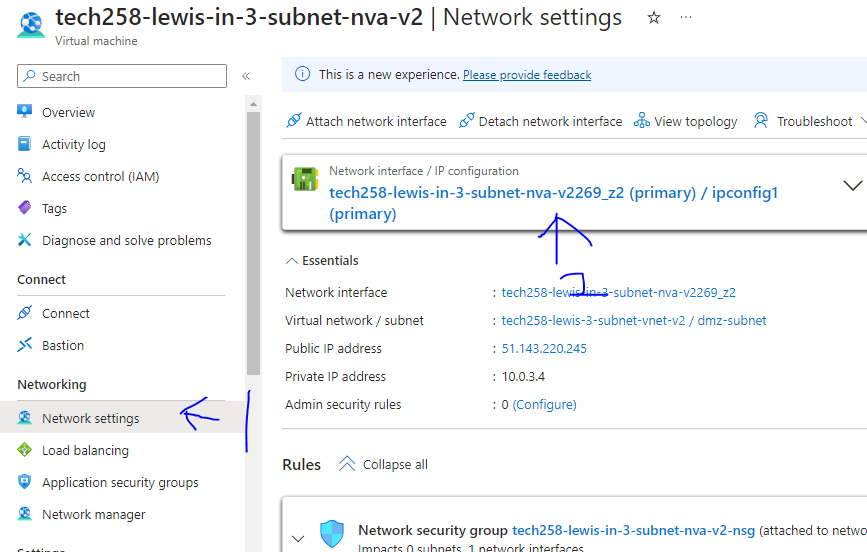 tech258-lewis-in-3-subnet-nva-v2 | Network settings ☆ ...
Virtual machine
Search «
This is a new experience. Please provide feedback
Overview
Activity log
Access control (IAM)
Tags
Diagnose and solve problems
Connect
Connect
Bastion
Networking
Network settings
1
Load balancing
Application security groups
Network manager
Attach network interface Detach network interface View topology Troubleshoot
Network interface / IP configuration
tech258-lewis-in-3-subnet-nva-v2269_z2 (primary) / ipconfig1
(primary)
2
Essentials
Network interface : tech258-lewis-in-3-subnet-nva-v2269_z2
Virtual network / subnet : tech258-lewis-3-subnet-vnet-v2 / dmz-subnet
Public IP address : 51.143.220.245
Private IP address : 10.0.3.4
Admin security rules : 0 (Configure)
Rules Collapse all
Network security group tech258-lewis-in-3-subnet-nva-v2-nsg (attached to netwo
Impacts 0 subnets, 1 network interfaces